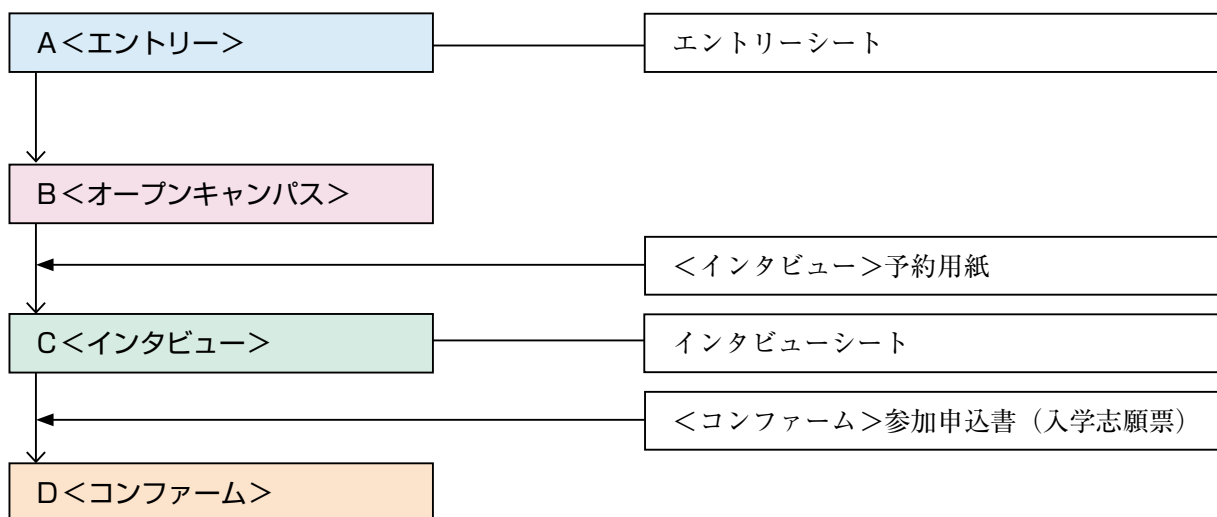 A<エントリー>
エントリーシート
B<オープンキャンパス>
<インタビュー>予約用紙
C<インタビュー>
インタビューシート
<コンファーム>参加申込書（入学志願票）
D<コンファーム>